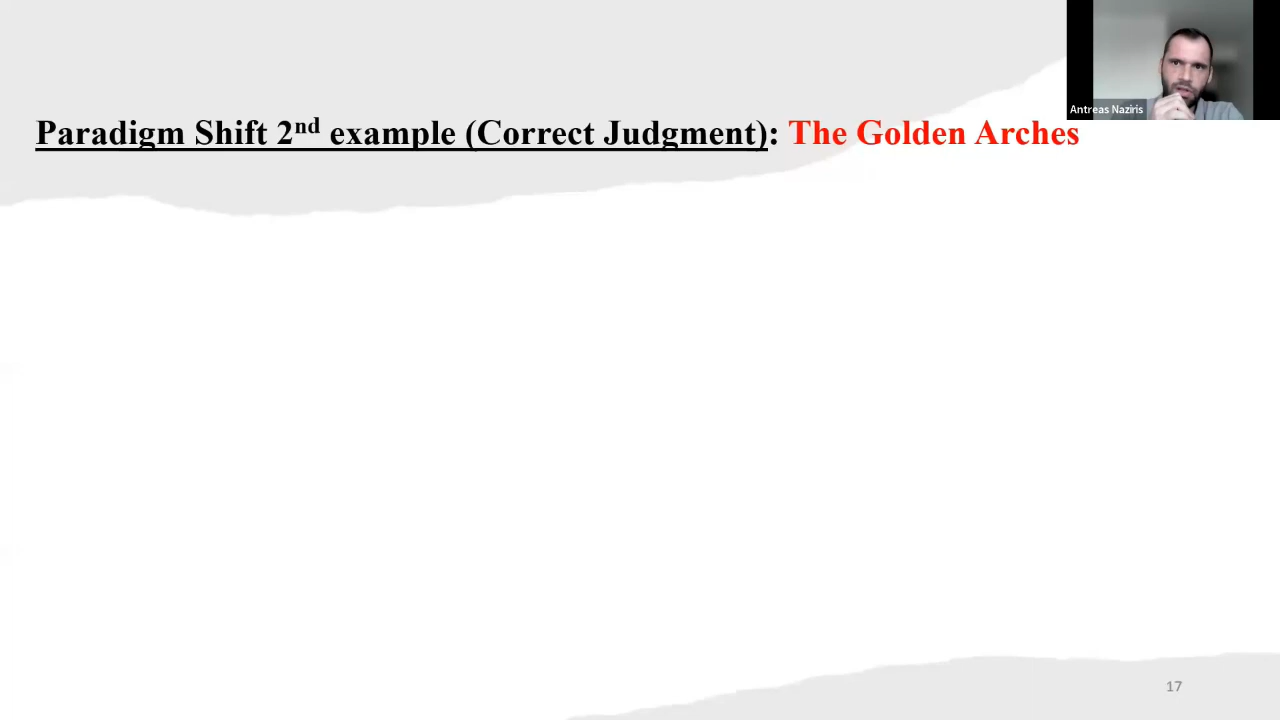 Antreas Naziris
Paradigm Shift 2nd example (Correct Judgment): The Golden Arches
17